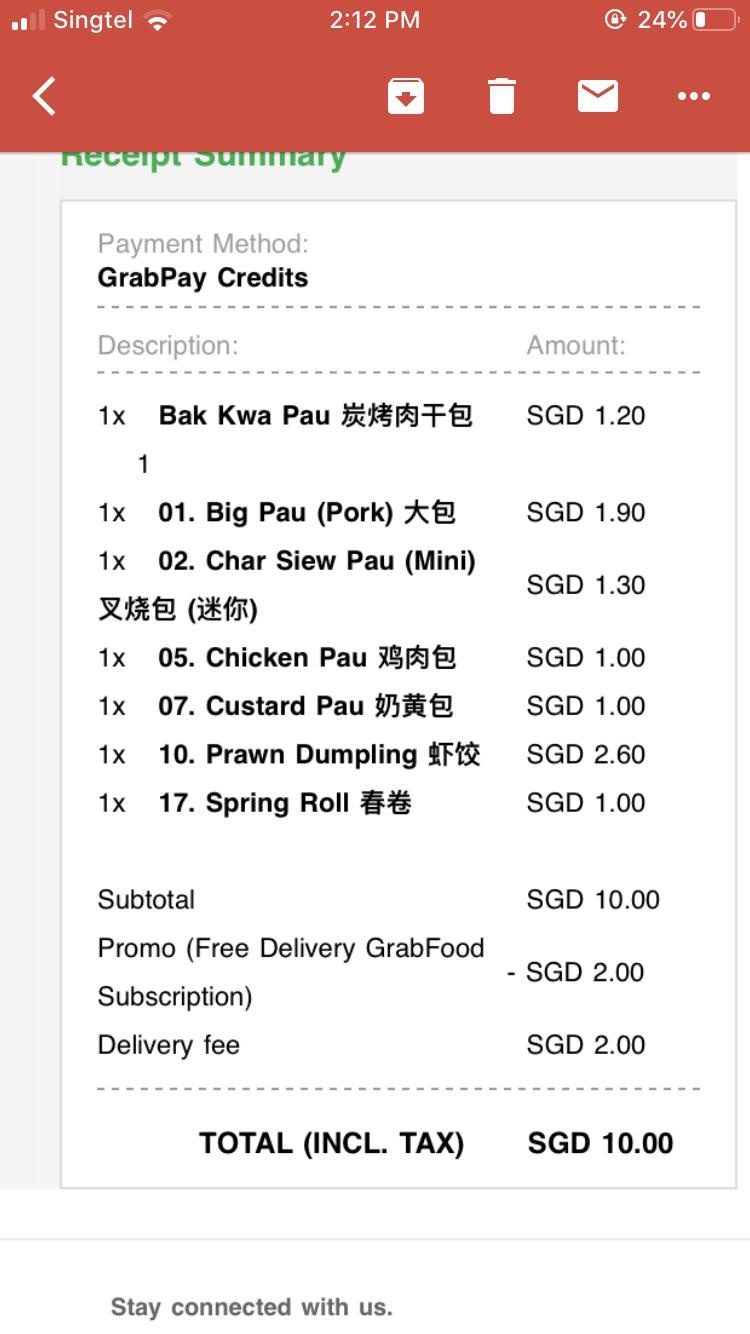 Singtel 2:12 PM 24%
Receipt Summary
Payment Method:
GrabPay Credits
Description: Amount:
1x Bak Kwa Pau 炭烤肉干包 SGD 1.20
1
1x 01. Big Pau (Pork) 大包 SGD 1.90
1x 02. Char Siew Pau (Mini)
叉烧包 (迷你) SGD 1.30
1x 05. Chicken Pau 鸡肉包 SGD 1.00
1x 07. Custard Pau 奶黄包 SGD 1.00
1x 10. Prawn Dumpling 虾饺 SGD 2.60
1x 17. Spring Roll 春卷 SGD 1.00
Subtotal SGD 10.00
Promo (Free Delivery GrabFood
Subscription) - SGD 2.00
Delivery fee SGD 2.00
TOTAL (INCL. TAX) SGD 10.00
Stay connected with us.